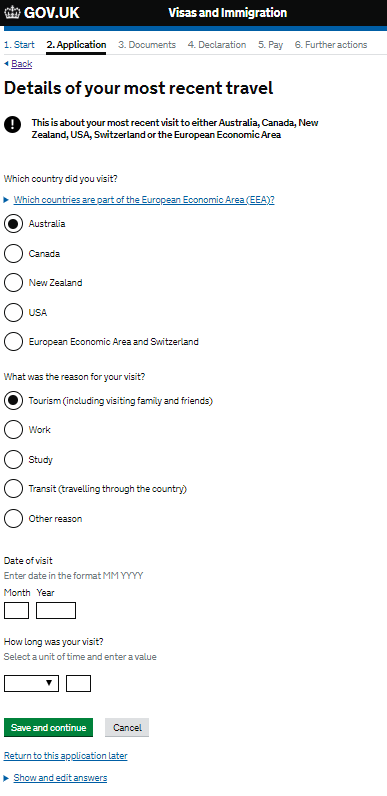 GOV.UK
Visas and Immigration
1. Start 2. Application 3. Documents 4. Declaration 5. Pay 6. Further actions
Back
Details of your most recent travel
! This is about your most recent visit to either Australia, Canada, New
Zealand, USA, Switzerland or the European Economic Area
Which country did you visit?
Which countries are part of the European Economic Area (EEA)?
Australia
Canada
New Zealand
USA
European Economic Area and Switzerland
What was the reason for your visit?
Tourism (including visiting family and friends)
Work
Study
Transit (travelling through the country)
Other reason
Date of visit
Enter date in the format MM YYYY
Month Year
How long was your visit?
Select a unit of time and enter a value
Save and continue Cancel
Return to this application later
Show and edit answers